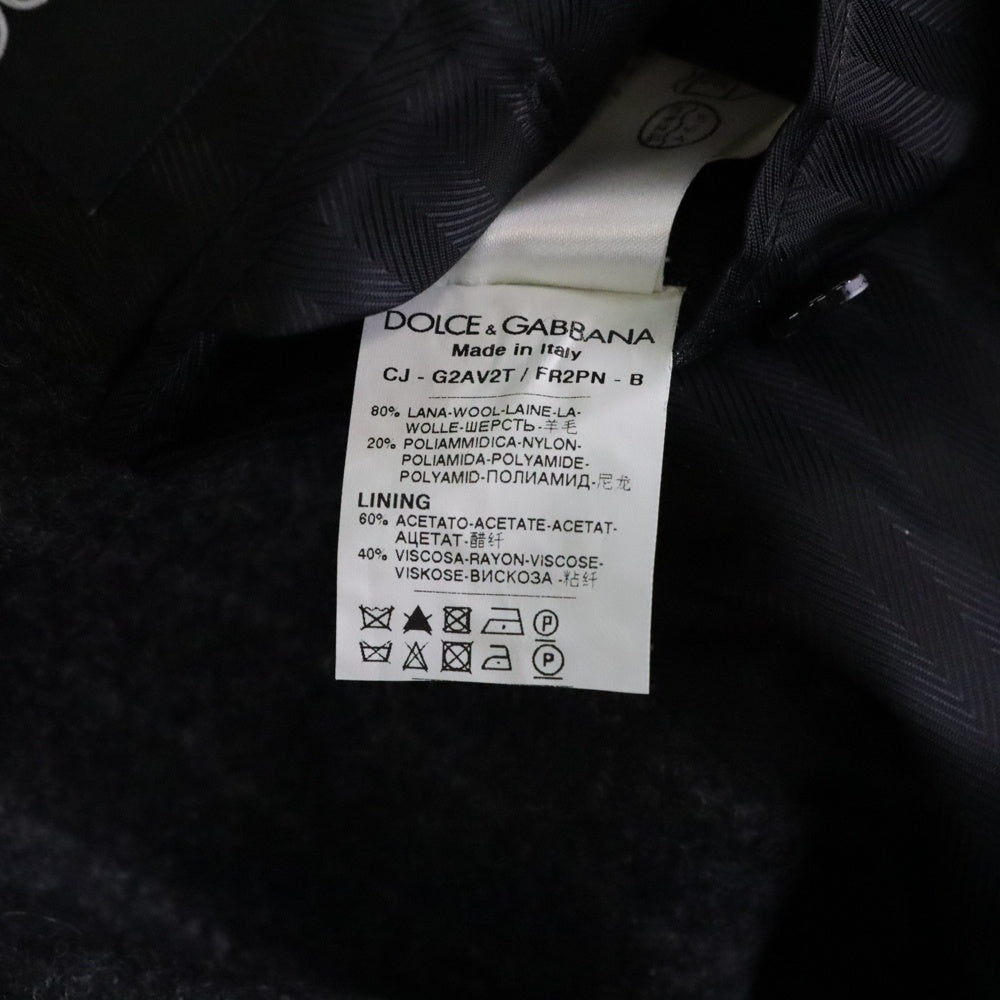 DOLCE & GABBANA
Made in Italy
CJ - G2AV2T / FR2PN - B
80% LANA-WOOL-LAINE-LA-
WOLLE-ШЕРСТЬ-羊毛
20% POLIAMMIDICA-NYLON-
POLIAMIDA-POLYAMIDE-
POLYAMID-ПОЛИАМИД-尼龙
LINING
60% ACETATO-ACETATE-ACETAT-
АЦЕТАТ-醋纤
40% VISCOSA-RAYON-VISCOSE-
VISKOSE-ВИСКОЗА -粘纤
P
P